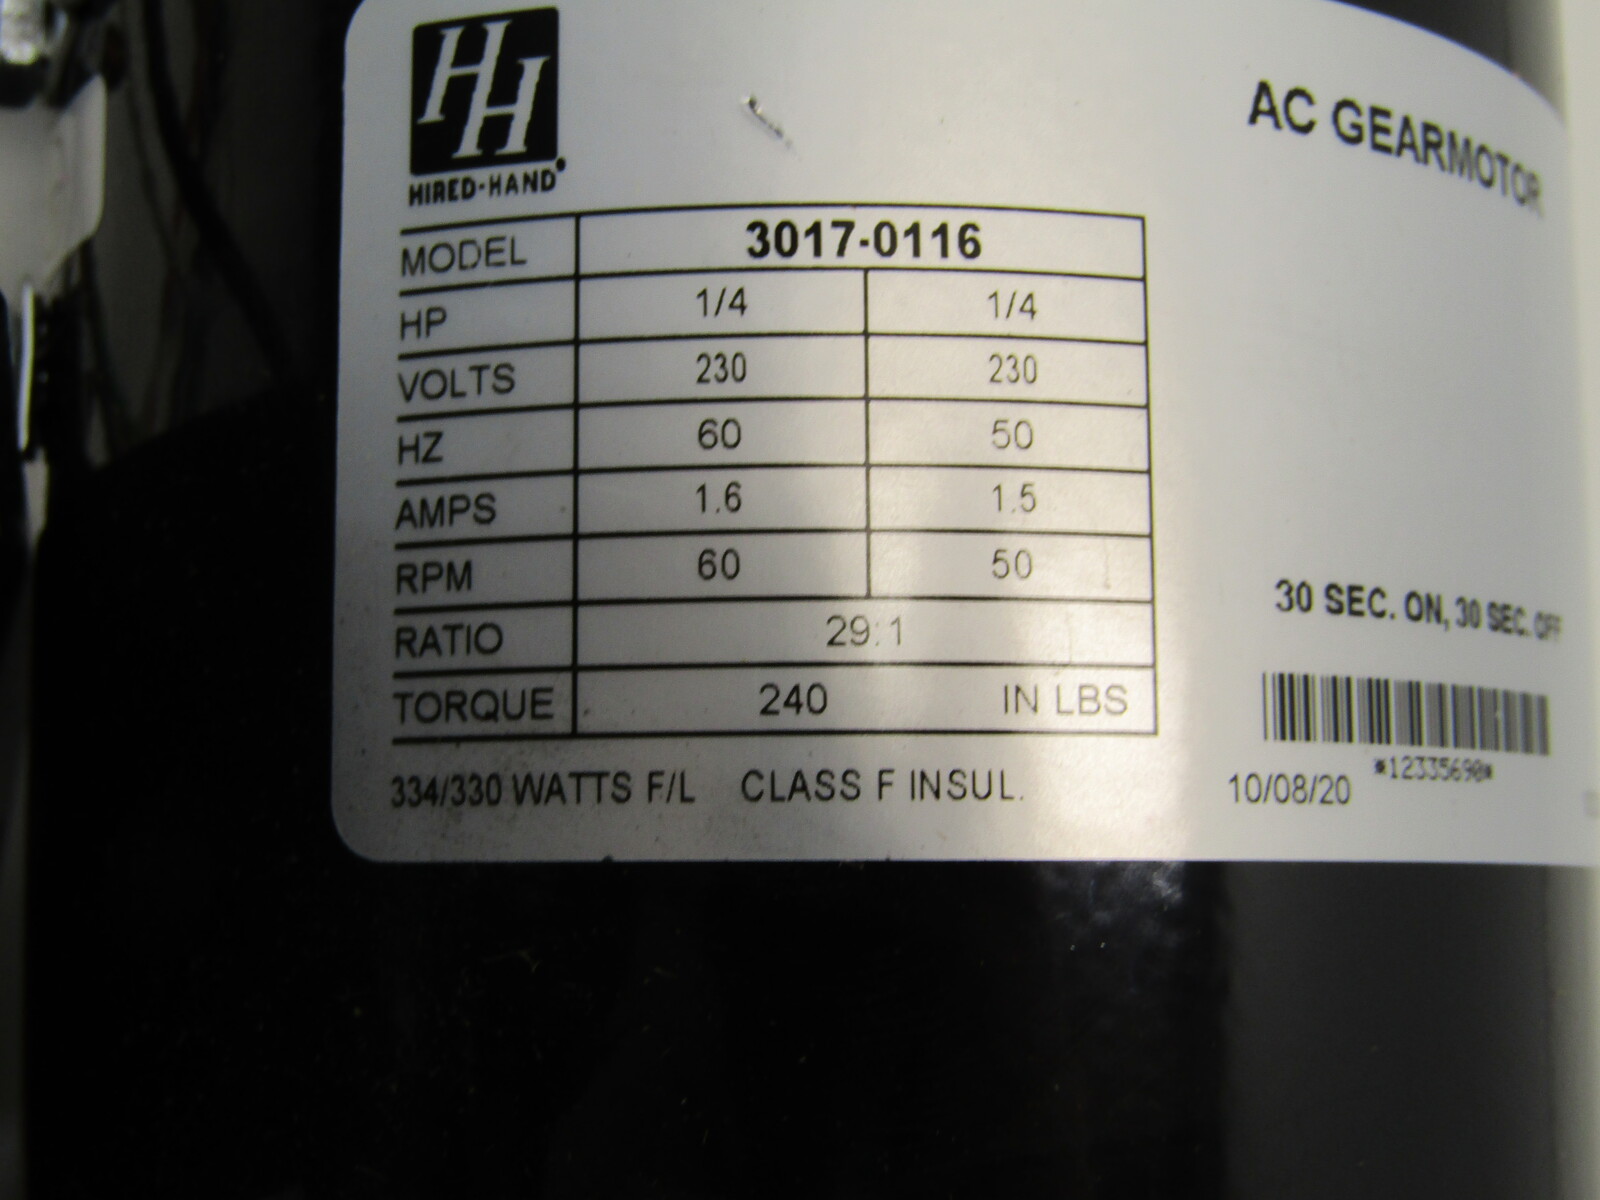 HH
HIRED-HAND
AC GEARMOTOR
MODEL 3017-0116
HP 1/4 1/4
VOLTS 230 230
HZ 60 50
AMPS 1.6 1.5
RPM 60 50
RATIO 29:1
TORQUE 240 IN LBS
334/330 WATTS F/L CLASS F INSUL.
30 SEC. ON, 30 SEC. OFF
*12335690*
10/08/20